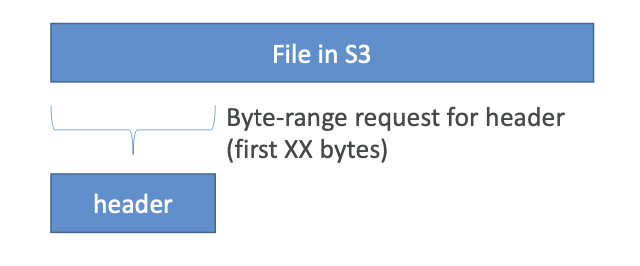 File in S3
Byte-range request for header
(first XX bytes)
header